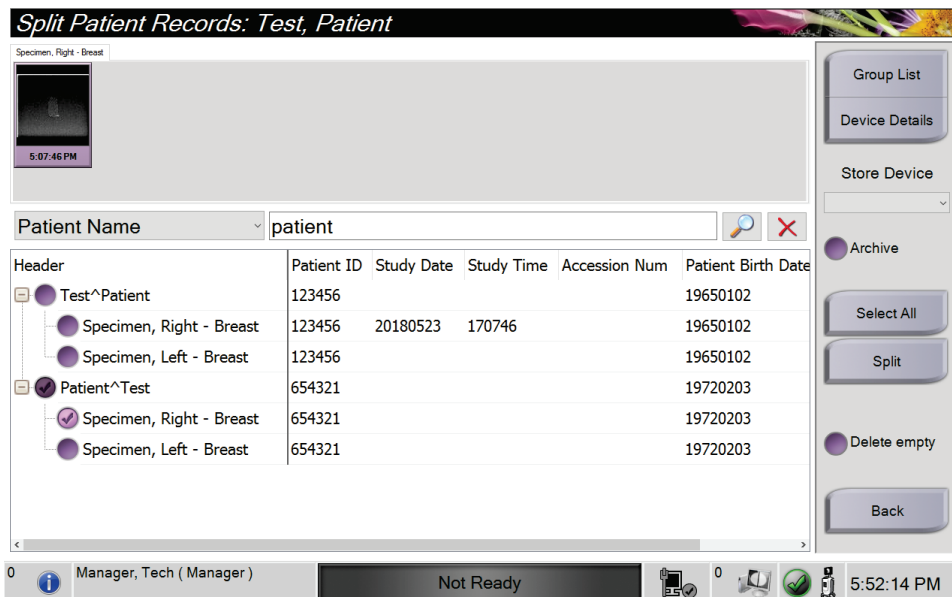 Split Patient Records: Test, Patient
Specimen, Right - Breast
5:07:46 PM
Group List
Device Details
Store Device
Archive
Select All
Split
Delete empty
Back
Patient Name patient
Header Patient ID Study Date Study Time Accession Num Patient Birth Date
Test^Patient 123456 19650102
Specimen, Right - Breast 123456 20180523 170746 19650102
Specimen, Left - Breast 123456 19650102
Patient^Test 654321 19720203
Specimen, Right - Breast 654321 19720203
Specimen, Left - Breast 654321 19720203
0 Manager, Tech ( Manager ) Not Ready 0 5:52:14 PM